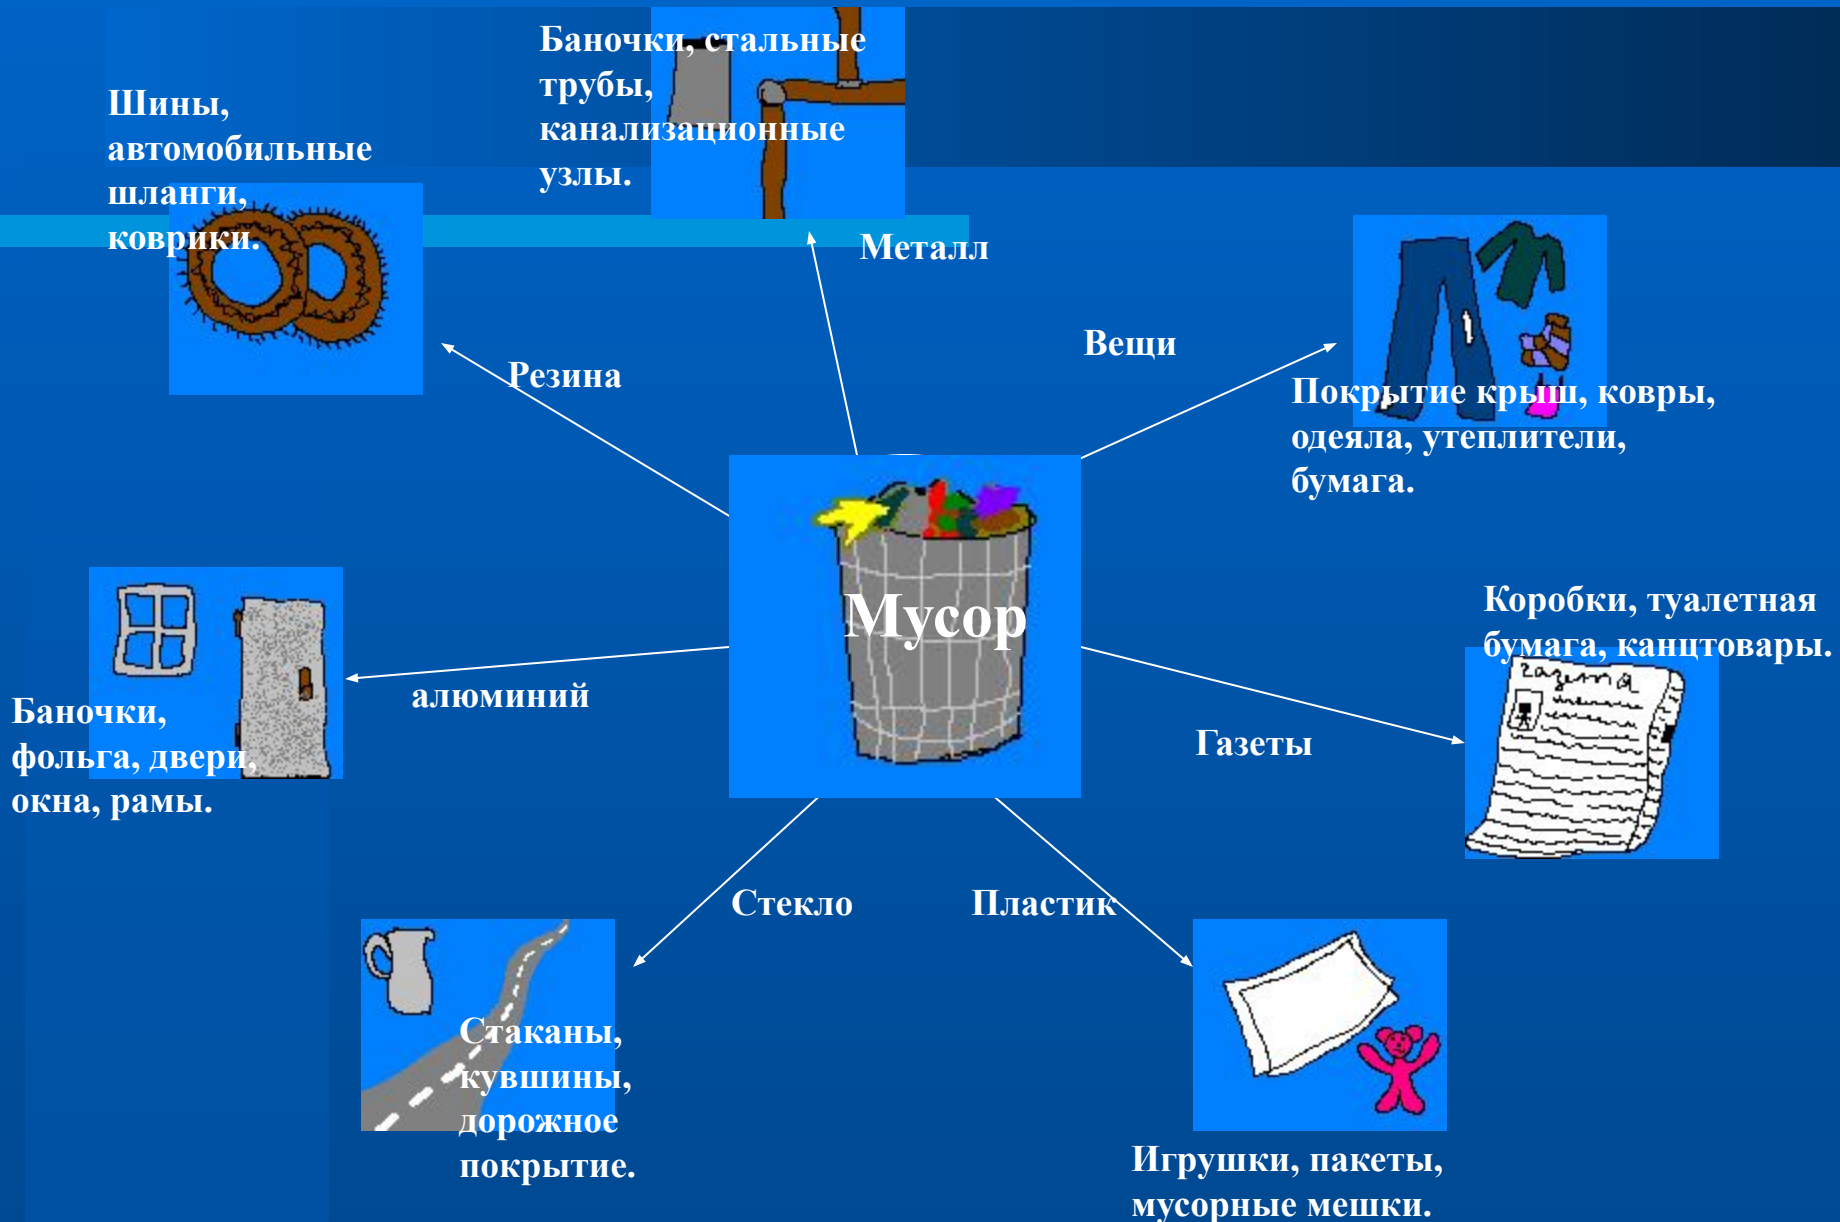 Баночки, стальные
трубы,
канализационные
узлы.
Шины,
автомобильные
шланги,
коврики.
Металл
Вещи
Резина
Покрытие крыш, ковры,
одеяла, утеплители,
бумага.
Мусор
Коробки, туалетная
бумага, канцтовары.
газета
алюминий
Баночки,
фольга, двери,
окна, рамы.
Газеты
Стекло
Пластик
Стаканы,
кувшины,
дорожное
покрытие.
Игрушки, пакеты,
мусорные мешки.